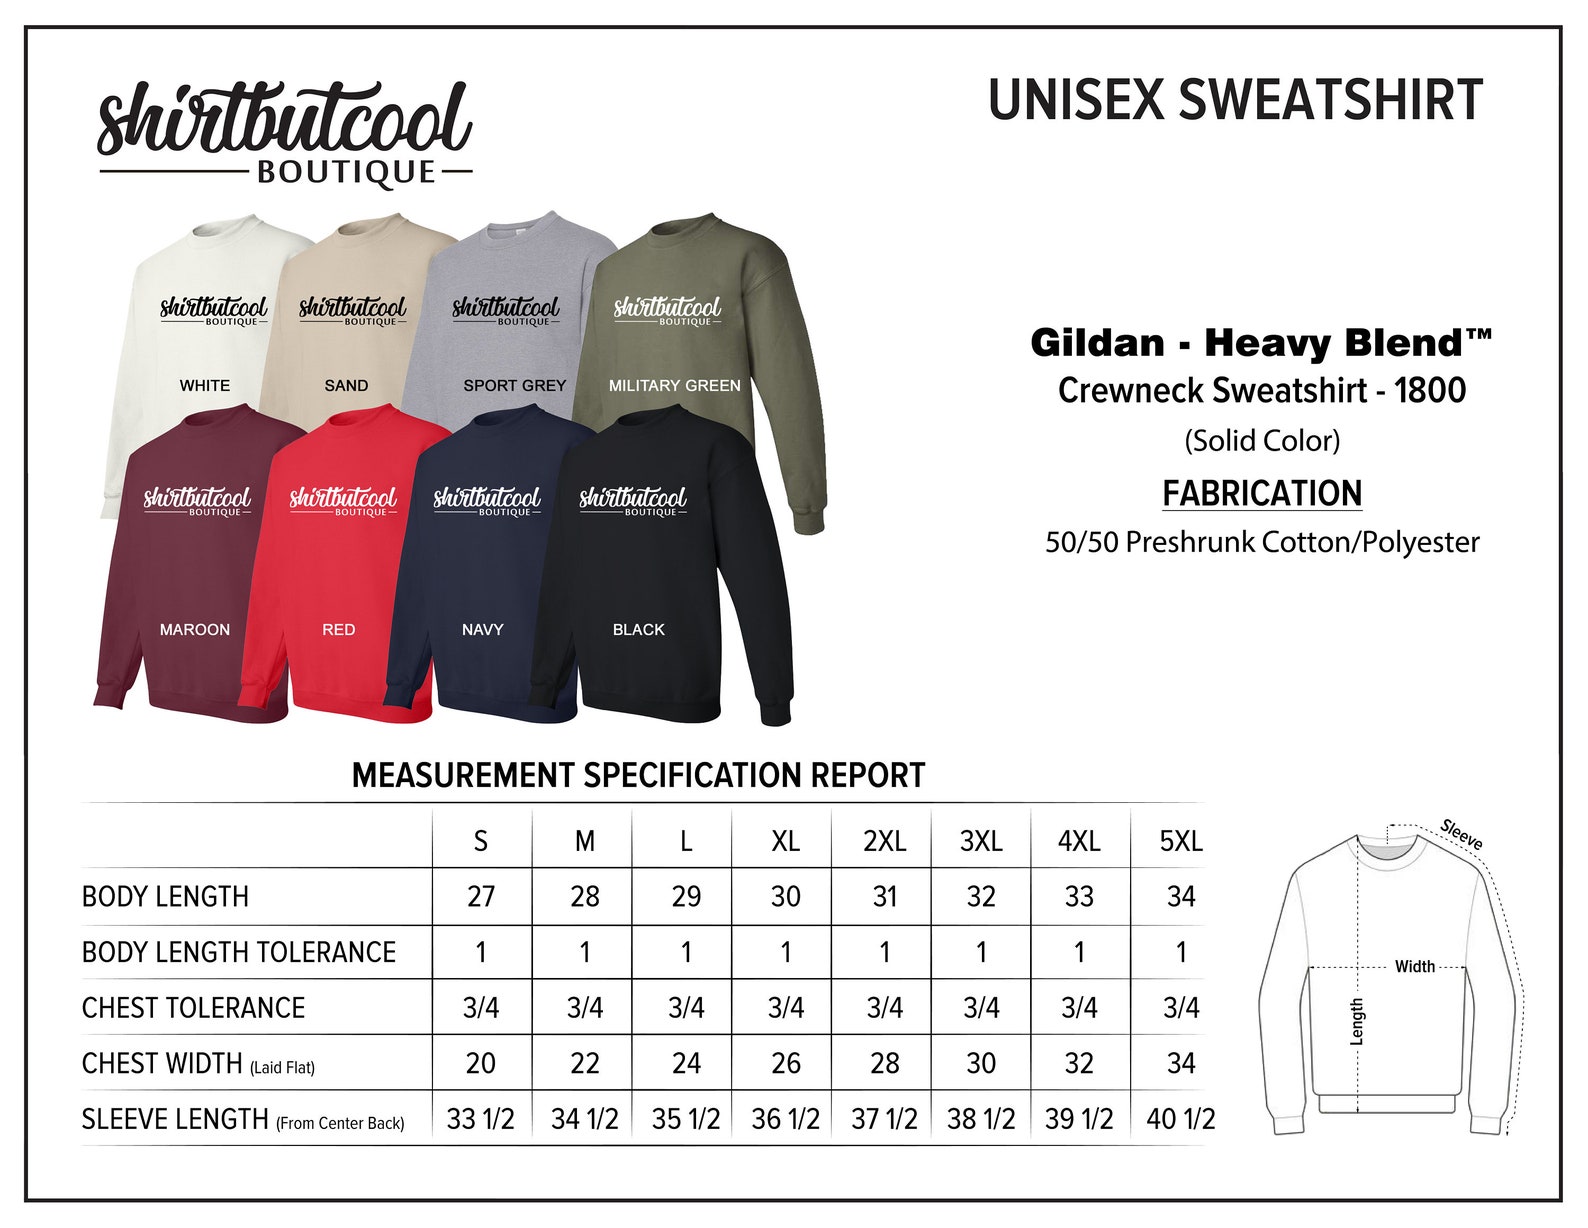 shirtbutcool
BOUTIQUE
UNISEX SWEATSHIRT
shirtbutcool
BOUTIQUE
WHITE
shirtbutcool
BOUTIQUE
SAND
shirtbutcool
BOUTIQUE
SPORT GREY
shirtbutcool
BOUTIQUE
MILITARY GREEN
shirtbutcool
BOUTIQUE
MAROON
shirtbutcool
BOUTIQUE
RED
shirtbutcool
BOUTIQUE
NAVY
shirtbutcool
BOUTIQUE
BLACK
Gildan - Heavy Blend™
Crewneck Sweatshirt - 1800
(Solid Color)
FABRICATION
50/50 Preshrunk Cotton/Polyester
MEASUREMENT SPECIFICATION REPORT
S M L XL 2XL 3XL 4XL 5XL
BODY LENGTH 27 28 29 30 31 32 33 34
BODY LENGTH TOLERANCE 1 1 1 1 1 1 1 1
CHEST TOLERANCE 3/4 3/4 3/4 3/4 3/4 3/4 3/4 3/4
CHEST WIDTH (Laid Flat) 20 22 24 26 28 30 32 34
SLEEVE LENGTH (From Center Back) 33 1/2 34 1/2 35 1/2 36 1/2 37 1/2 38 1/2 39 1/2 40 1/2
Sleeve
Width
Length